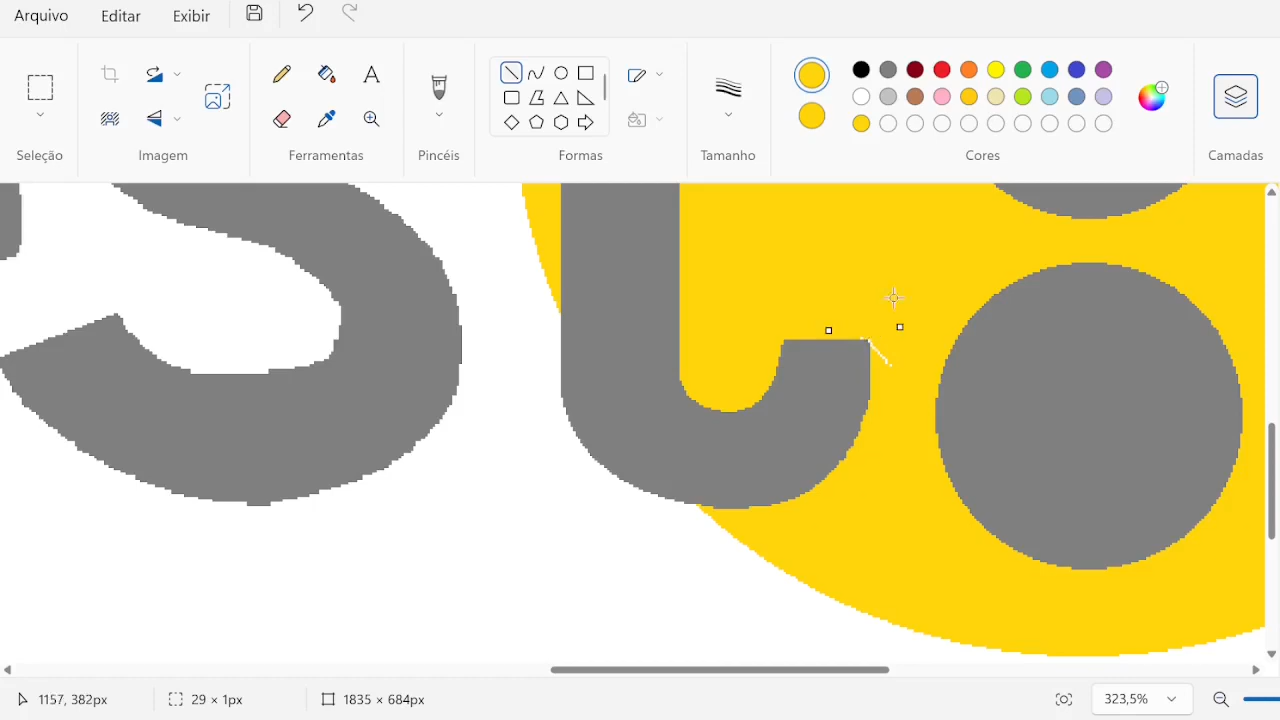 Arquivo Editar Exibir
Seleção Imagem Ferramentas Pincéis Formas Tamanho Cores Camadas
1157, 382px 29 × 1px 1835 × 684px 323,5%